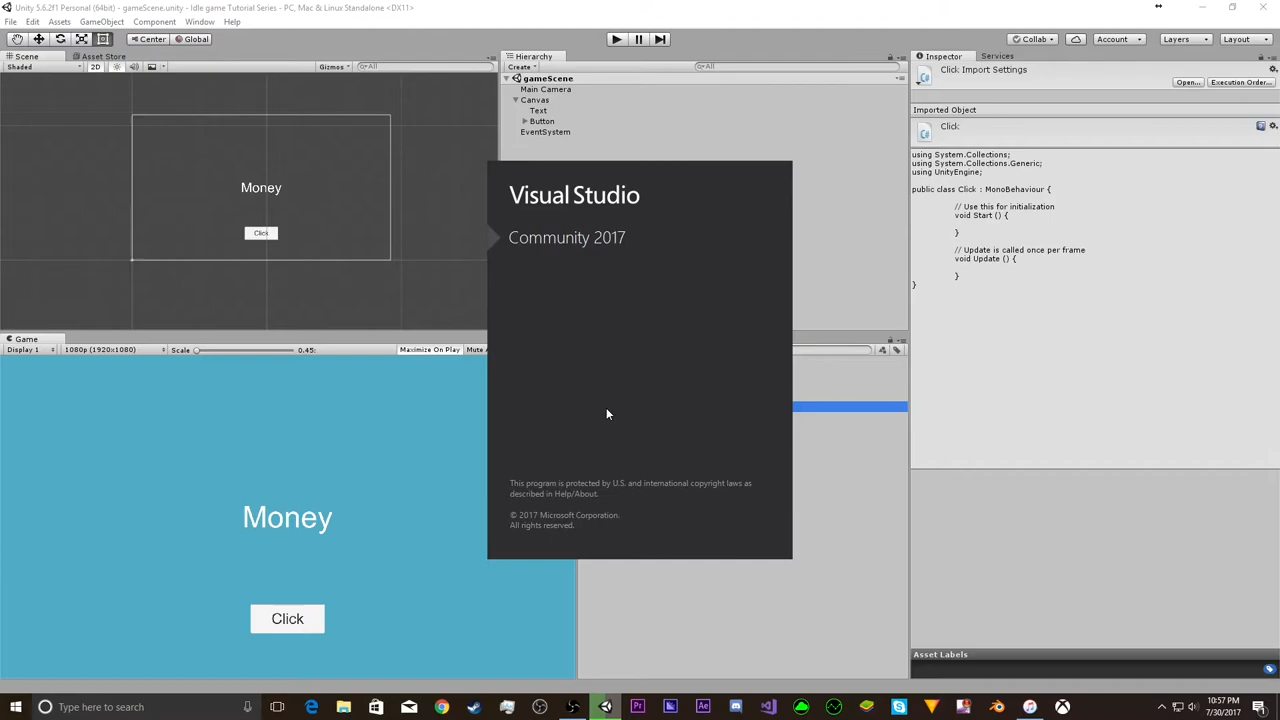 Unity 5.6.2f1 Personal (64bit) - gameScene.unity - Idle game Tutorial Series - PC, Mac & Linux Standalone <DX11>
File Edit Assets GameObject Component Window Help
Center Global
Collab Account Layers Layout
Scene Asset Store
Shaded 2D Gizmos All
Money
Click
Hierarchy
Create All
gameScene
Main Camera
Canvas
Text
Button
EventSystem
Inspector Services
Click Import Settings
Open... Execution Order...
Imported Object
Click
using System.Collections;
using System.Collections.Generic;
using UnityEngine;
public class Click : MonoBehaviour {
// Use this for initialization
void Start () {
}
// Update is called once per frame
void Update () {
}
}
Visual Studio
Community 2017
This program is protected by U.S. and international copyright laws as
described in Help/About.
© 2017 Microsoft Corporation.
All rights reserved.
Game
Display 1 1080p (1920x1080) Scale 0.45: Maximize On Play Mute
Money
Click
Asset Labels
Type here to search
10:57 PM
7/30/2017